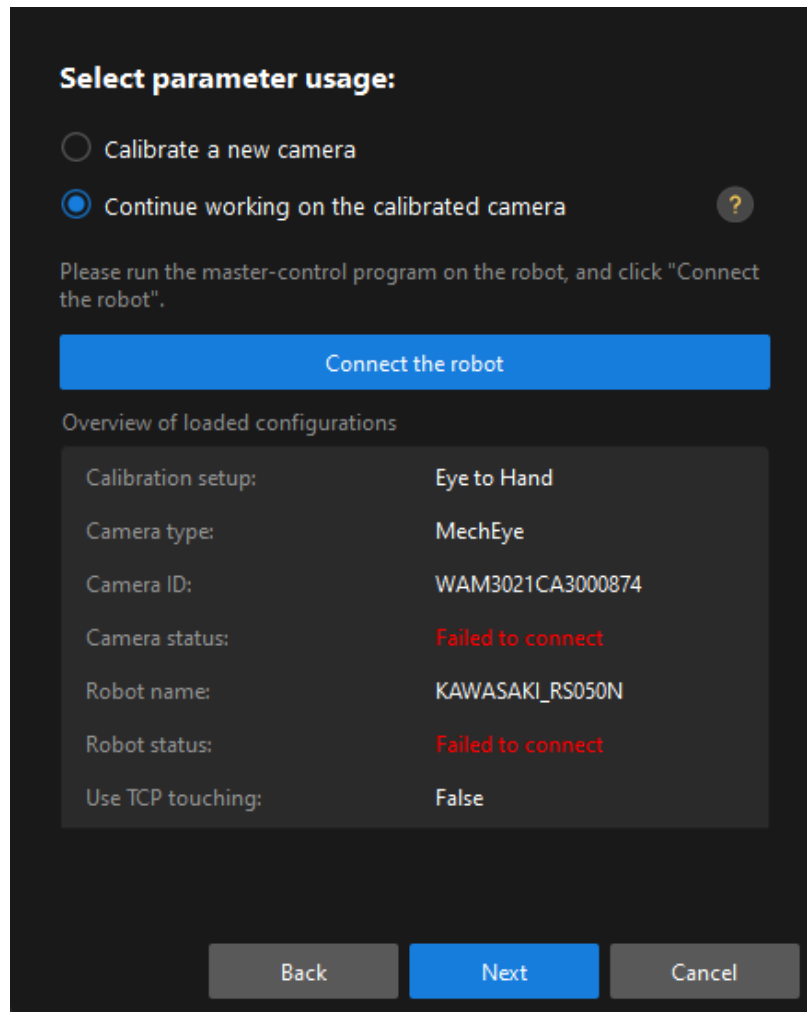 Select parameter usage:
Calibrate a new camera
Continue working on the calibrated camera
?
Please run the master-control program on the robot, and click "Connect
the robot".
Connect the robot
Overview of loaded configurations
Calibration setup: Eye to Hand
Camera type: MechEye
Camera ID: WAM3021CA3000874
Camera status: Failed to connect
Robot name: KAWASAKI_RS050N
Robot status: Failed to connect
Use TCP touching: False
Back Next Cancel